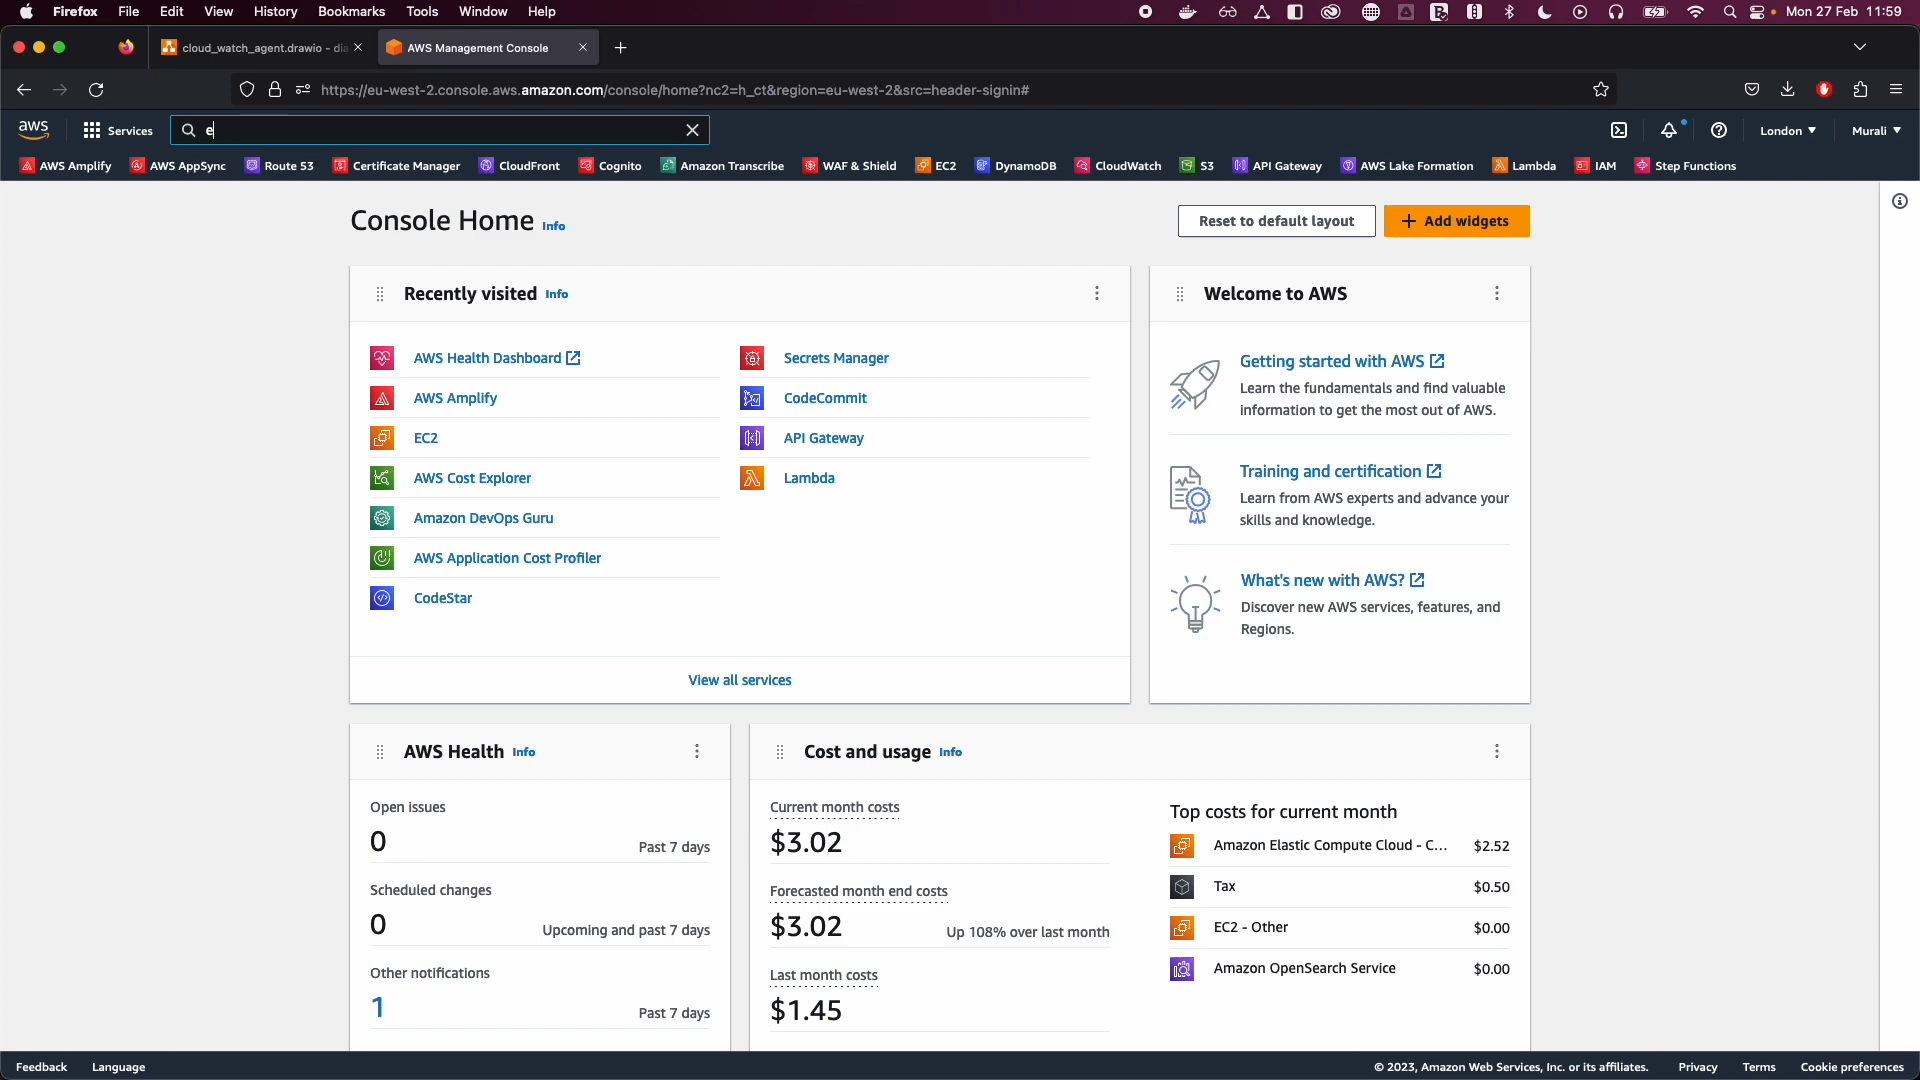 Firefox File Edit View History Bookmarks Tools Window Help Mon 27 Feb 11:59
cloud_watch_agent.drawio - dia AWS Management Console
https://eu-west-2.console.aws.amazon.com/console/home?nc2=h_ct&region=eu-west-2&src=header-signin#
aws Services e London Murali
AWS Amplify AWS AppSync Route 53 Certificate Manager CloudFront Cognito Amazon Transcribe WAF & Shield EC2 DynamoDB CloudWatch S3 API Gateway AWS Lake Formation Lambda IAM Step Functions
Console Home Info
Reset to default layout
Add widgets
Recently visited Info
AWS Health Dashboard
AWS Amplify
EC2
AWS Cost Explorer
Amazon DevOps Guru
AWS Application Cost Profiler
CodeStar
Secrets Manager
CodeCommit
API Gateway
Lambda
View all services
Welcome to AWS
Getting started with AWS
Learn the fundamentals and find valuable
information to get the most out of AWS.
Training and certification
Learn from AWS experts and advance your
skills and knowledge.
What's new with AWS?
Discover new AWS services, features, and
Regions.
AWS Health Info
Open issues
0 Past 7 days
Scheduled changes
0 Upcoming and past 7 days
Other notifications
1 Past 7 days
Cost and usage Info
Current month costs
$3.02
Forecasted month end costs
$3.02 Up 108% over last month
Last month costs
$1.45
Top costs for current month
Amazon Elastic Compute Cloud - C... $2.52
Tax $0.50
EC2 - Other $0.00
Amazon OpenSearch Service $0.00
Feedback Language © 2023, Amazon Web Services, Inc. or its affiliates. Privacy Terms Cookie preferences